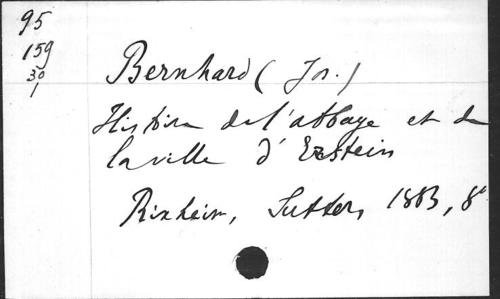 95
159
30
1
Bernhard (Jos.)
Histoire de l'abbaye et de
la ville d'Erstein
Rixheim, Sutter, 1883, 8°